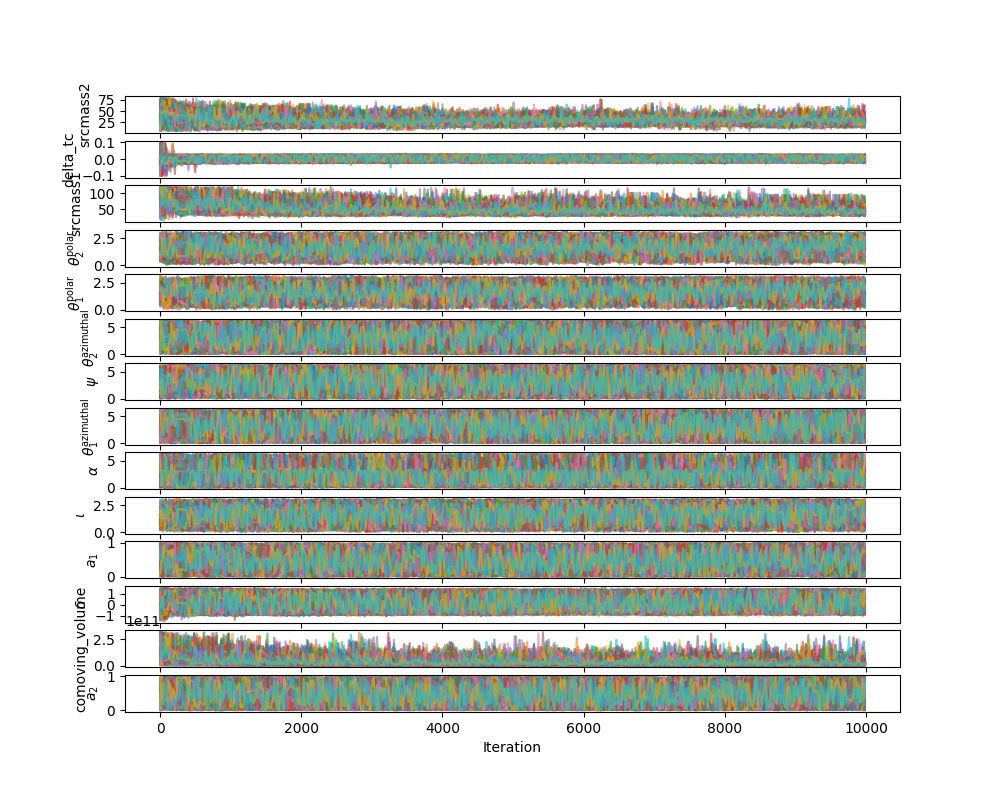 srcmass2
75
50
25
delta_tc
0.1
0.0
−0.1
srcmass1
100
50
θ₂^polar
2.5
0.0
θ₁^polar
2.5
0.0
θ₂^azimuthal
5
0
ψ
5
0
θ₁^azimuthal
5
0
α
5
0
ι
2.5
0.0
a₁
1
0
1
0
−1
comoving_volume
1e11
2.5
0.0
a₂
1
0
0 2000 4000 6000 8000 10000
Iteration